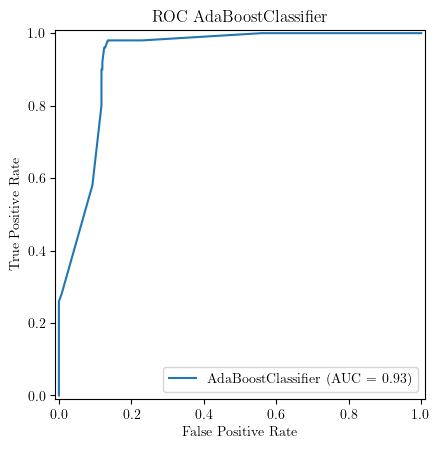 ROC AdaBoostClassifier
True Positive Rate
1.0
0.8
0.6
0.4
0.2
0.0
AdaBoostClassifier (AUC = 0.93)
0.0 0.2 0.4 0.6 0.8 1.0
False Positive Rate